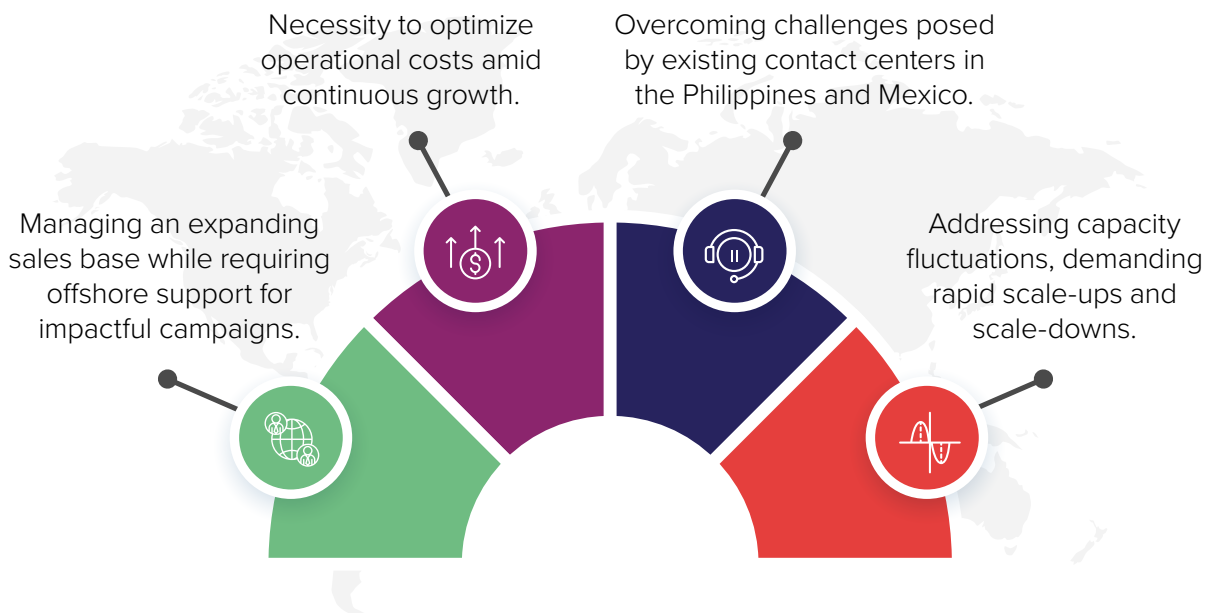 Managing an expanding
sales base while requiring
offshore support for
impactful campaigns.
Necessity to optimize
operational costs amid
continuous growth.
$
Overcoming challenges posed
by existing contact centers in
the Philippines and Mexico.
Addressing capacity
fluctuations, demanding
rapid scale-ups and
scale-downs.